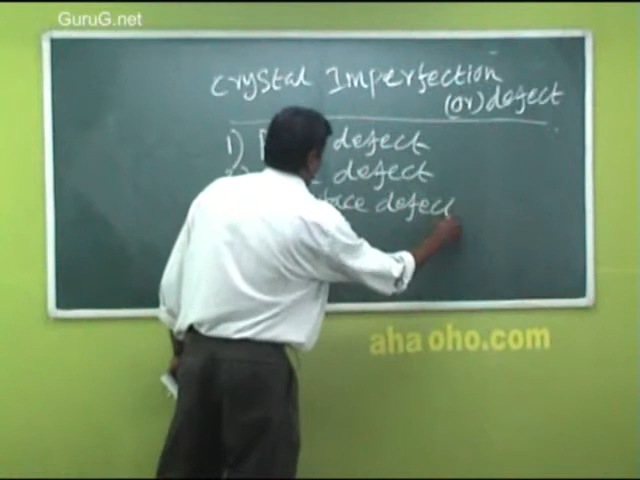 GuruG.net
Crystal Imperfection
(or) defect
1) defect
defect
defect
aha oho.com